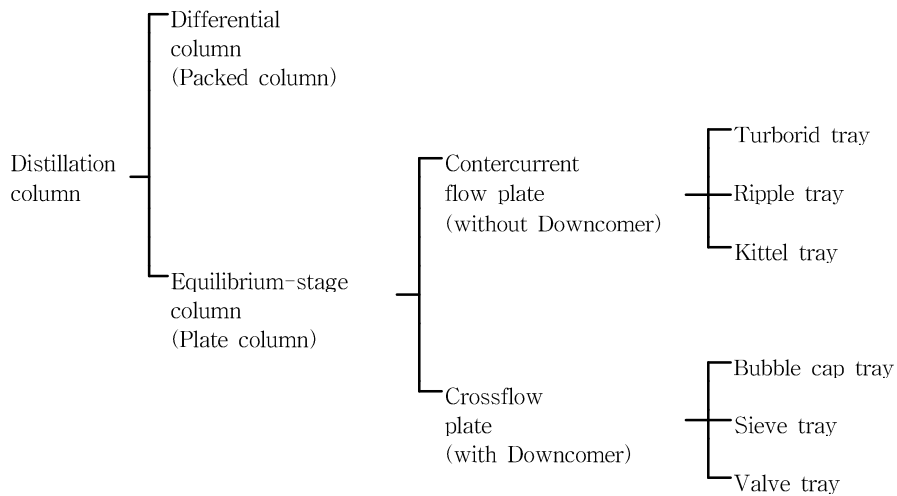 Differential
column
(Packed column)
Distillation
column
Equilibrium-stage
column
(Plate column)
Contercurrent
flow plate
(without Downcomer)
Crossflow
plate
(with Downcomer)
Turborid tray
Ripple tray
Kittel tray
Bubble cap tray
Sieve tray
Valve tray